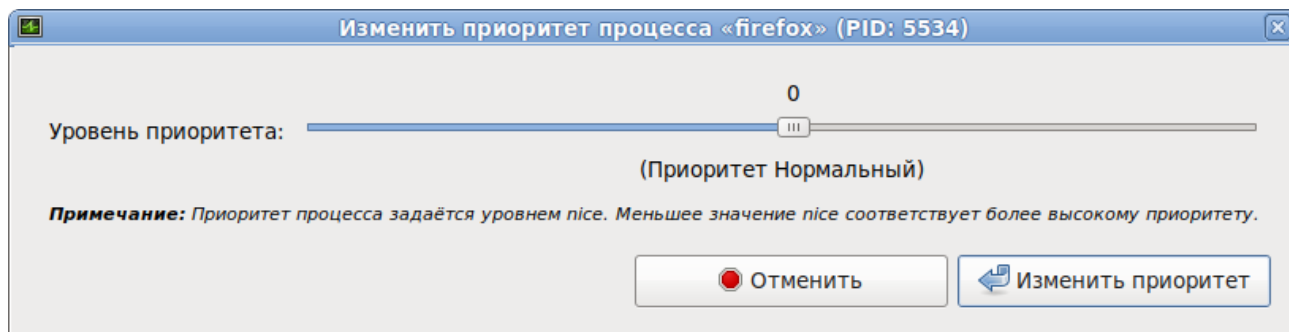 Изменить приоритет процесса «firefox» (PID: 5534)
0
Уровень приоритета:
(Приоритет Нормальный)
Примечание: Приоритет процесса задаётся уровнем nice. Меньшее значение nice соответствует более высокому приоритету.
Отменить
Изменить приоритет